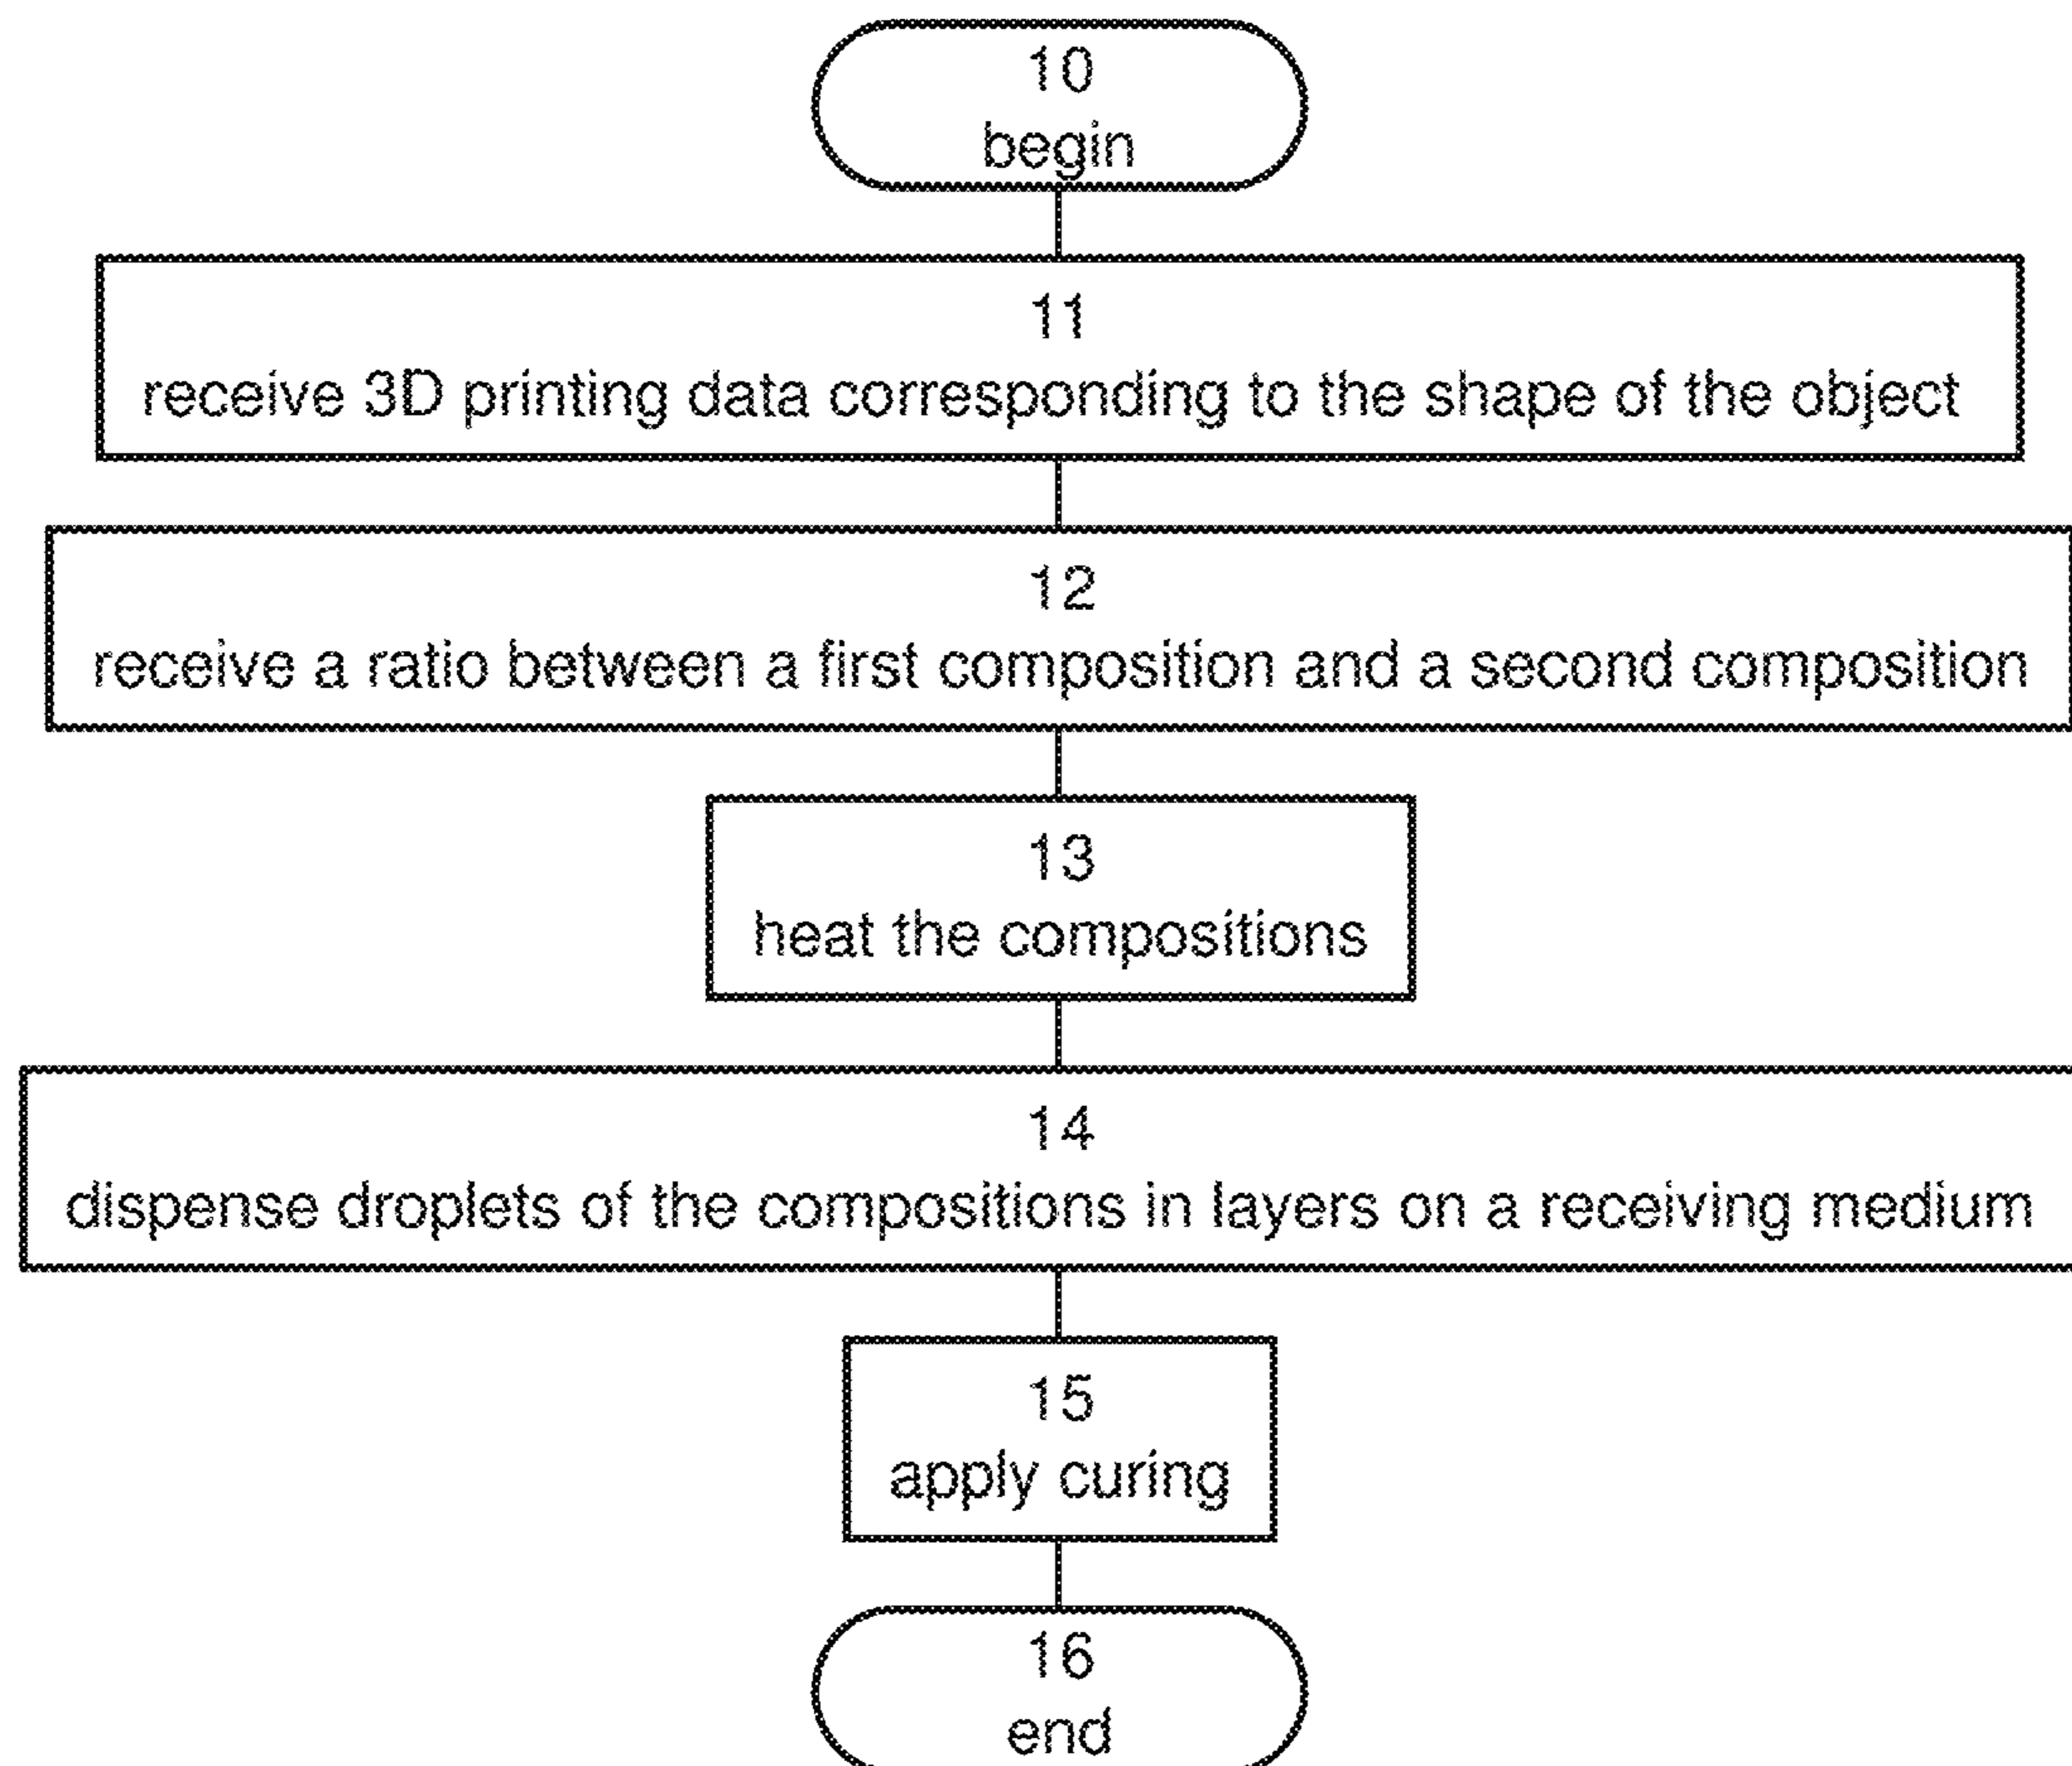 10
begin
11
receive 3D printing data corresponding to the shape of the object
12
receive a ratio between a first composition and a second composition
13
heat the compositions
14
dispense droplets of the compositions in layers on a receiving medium
15
apply curing
16
end